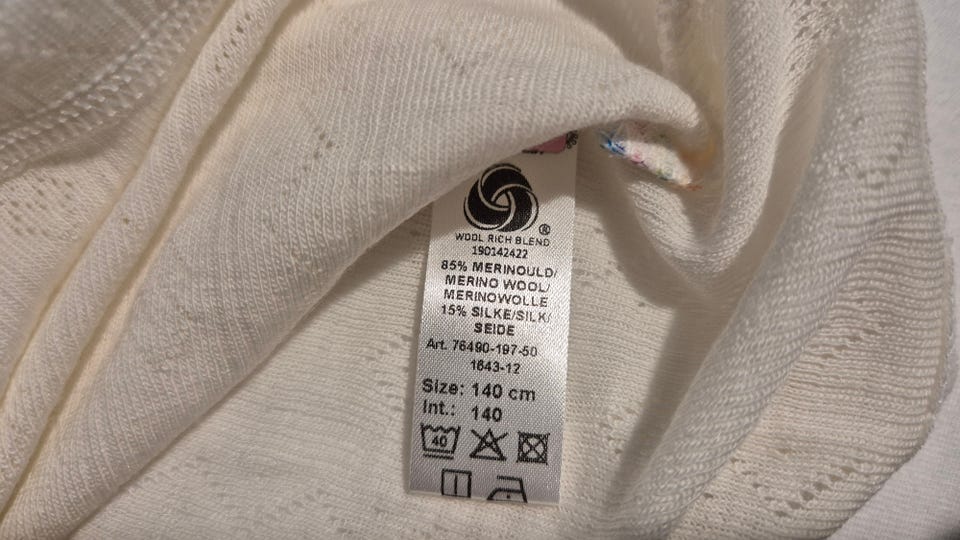 ®
WOOL RICH BLEND
190142422
85% MERINOULD/
MERINO WOOL/
MERINOWOLLE
15% SILKE/SILK/
SEIDE
Art. 76490-197-50
1643-12
Size: 140 cm
Int.: 140
40